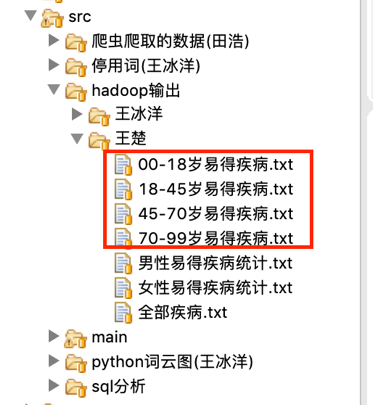 src
爬虫爬取的数据(田浩)
停用词(王冰洋)
hadoop输出
王冰洋
王楚
00-18岁易得疾病.txt
18-45岁易得疾病.txt
45-70岁易得疾病.txt
70-99岁易得疾病.txt
男性易得疾病统计.txt
女性易得疾病统计.txt
全部疾病.txt
main
python词云图(王冰洋)
sql分析